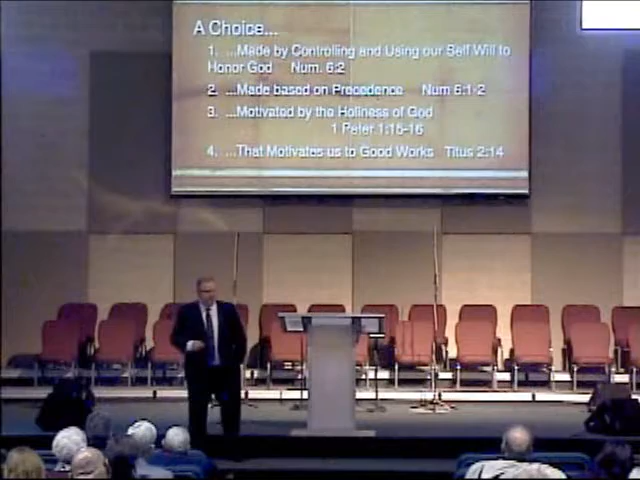 A Choice...
1. ...Made by Controlling and Using our Self Will to
Honor God Num. 6:2
2. ...Made based on Precedence Num 6:1-2
3. ...Motivated by the Holiness of God
1 Peter 1:15-16
4. ...That Motivates us to Good Works Titus 2:14